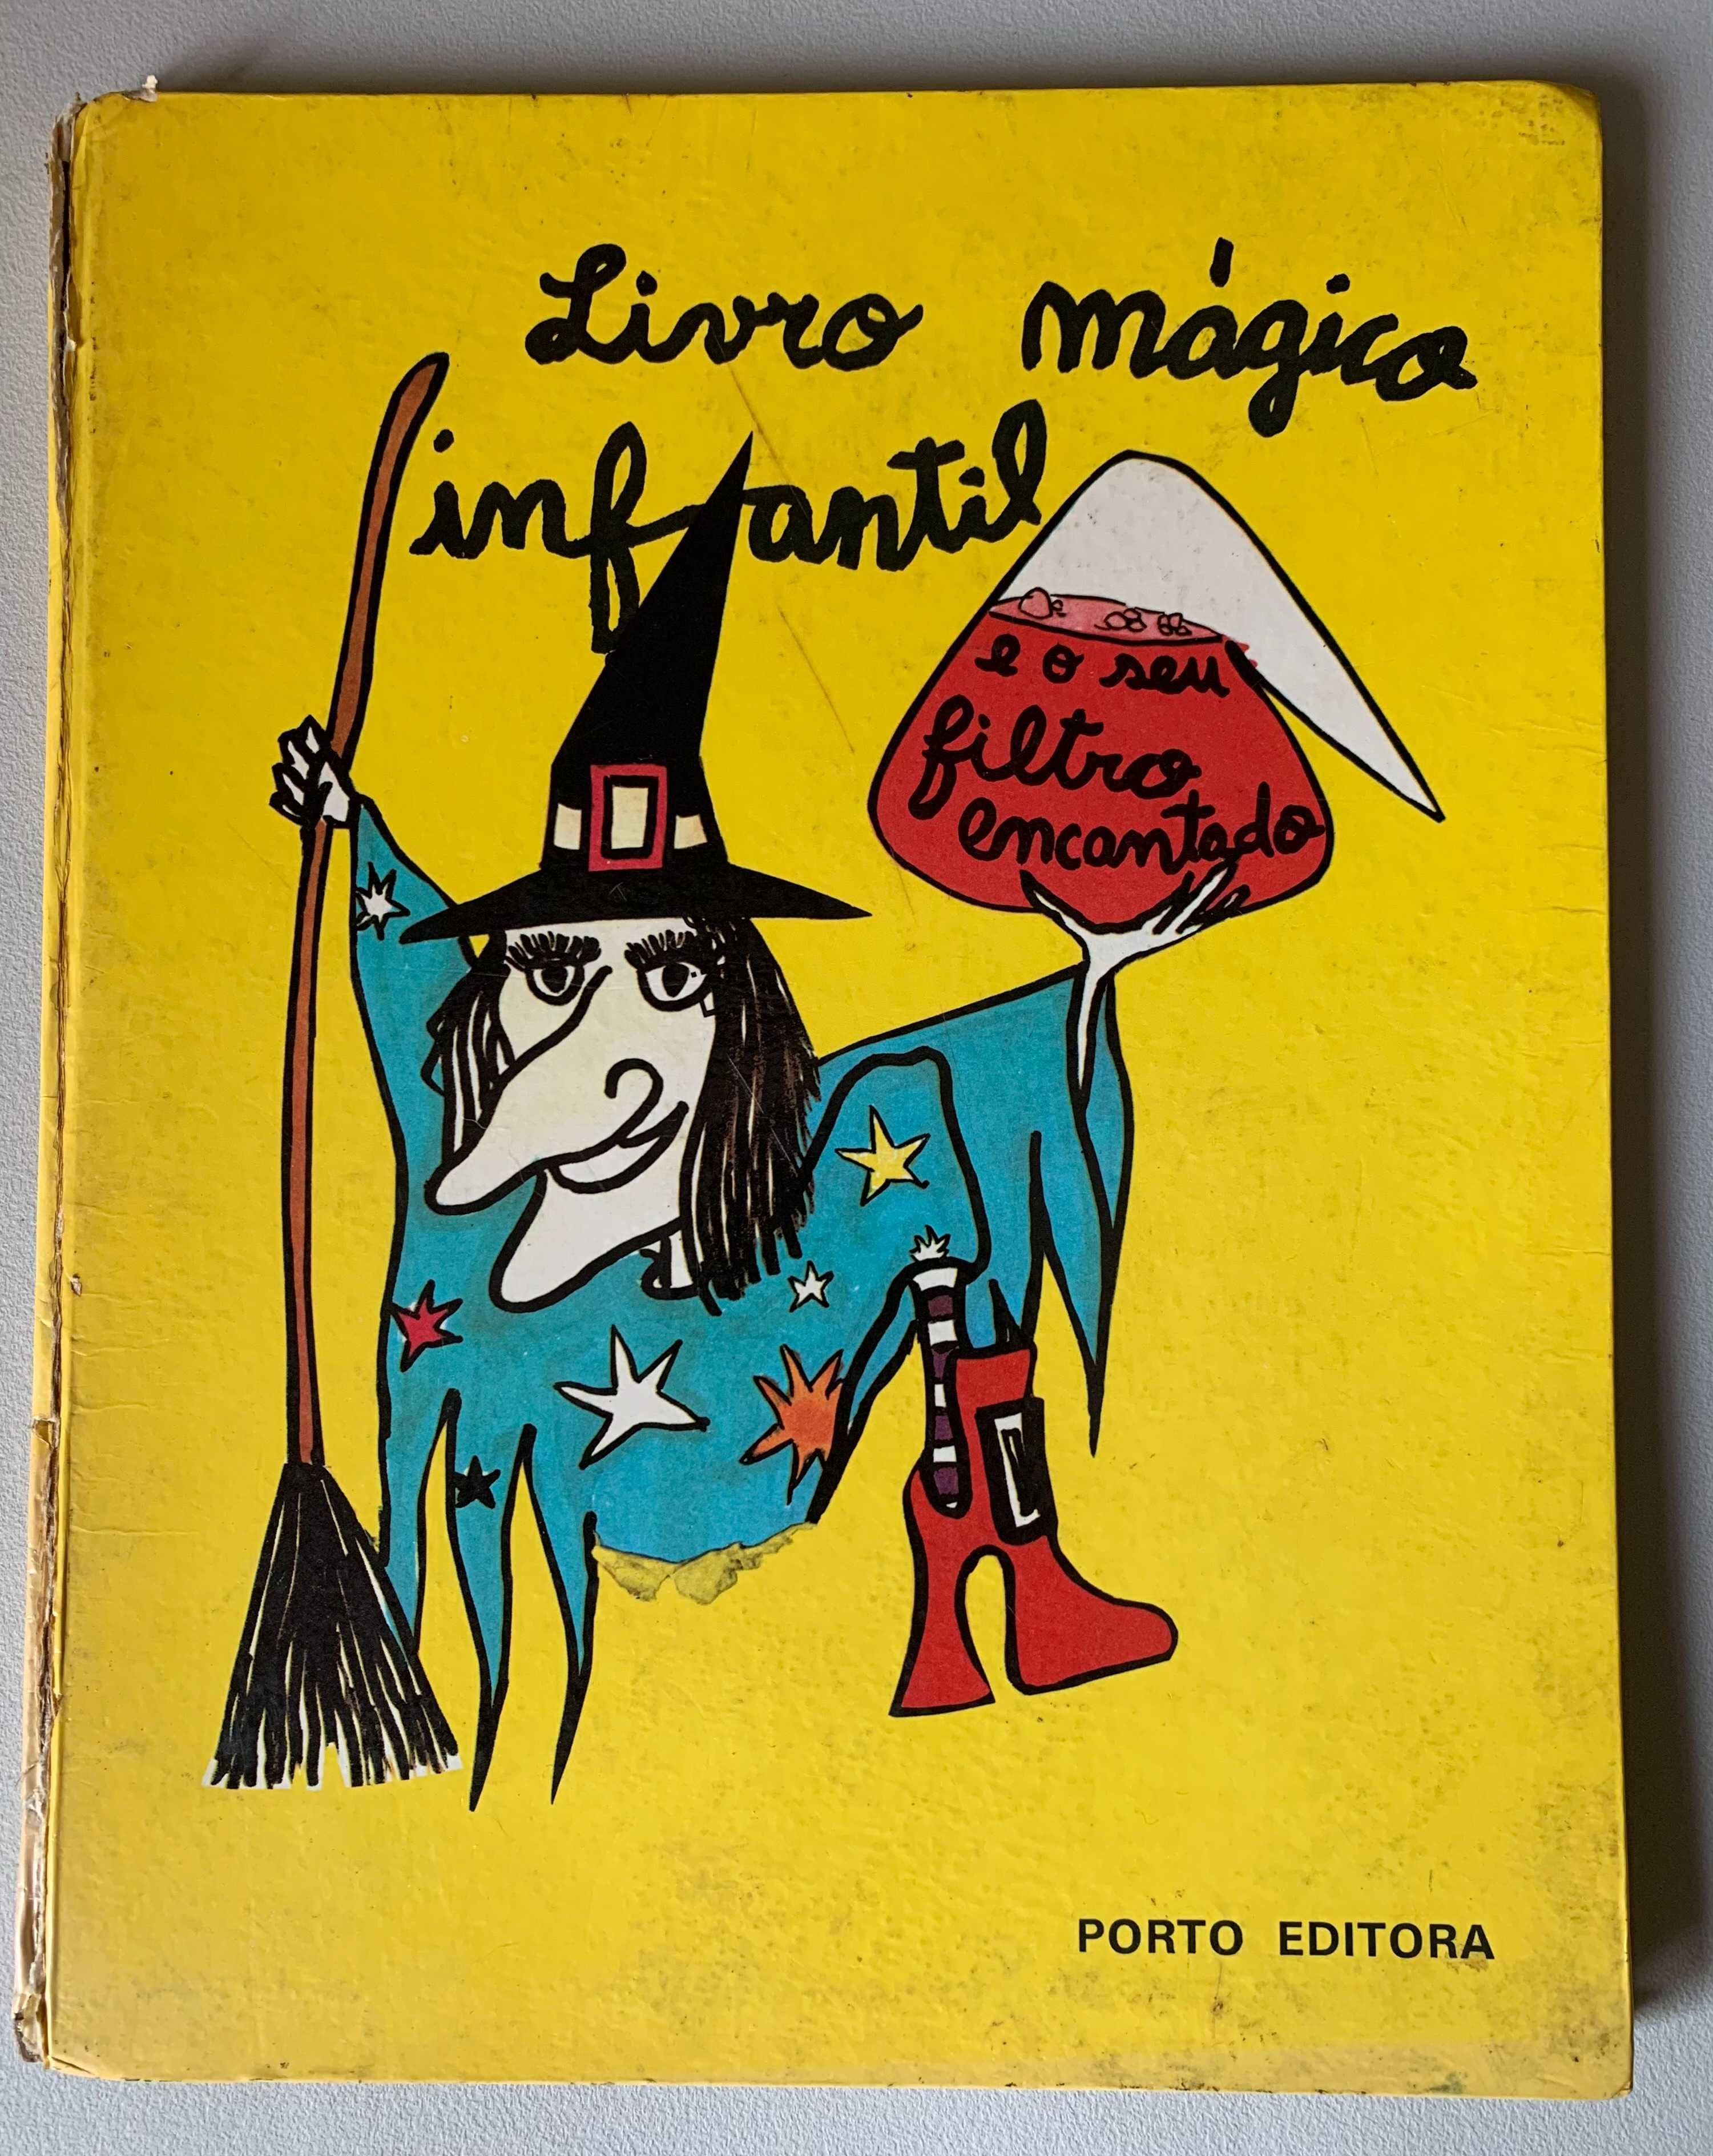 Livro mágico
infantil
e o seu
filtro
encantado
PORTO EDITORA